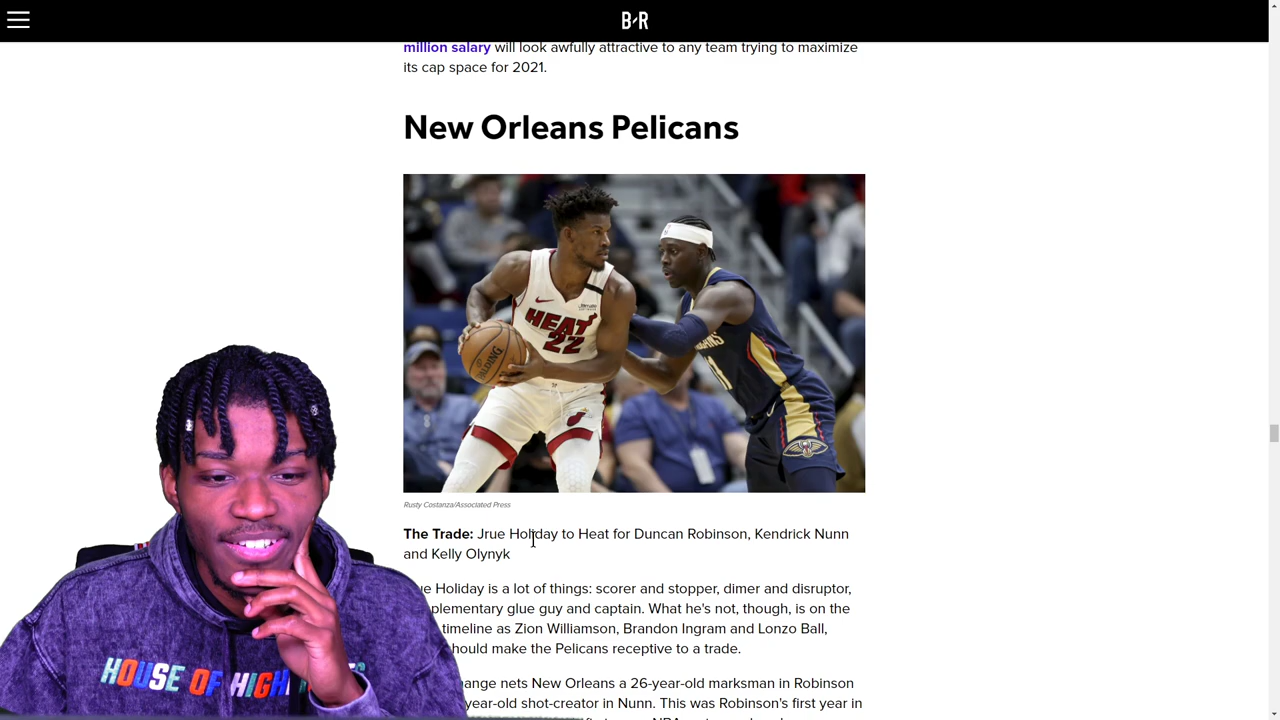 B/R
million salary will look awfully attractive to any team trying to maximize
its cap space for 2021.
New Orleans Pelicans
HEAT
22
SPALDING
Rusty Costanza/Associated Press
The Trade: Jrue Holiday to Heat for Duncan Robinson, Kendrick Nunn
and Kelly Olynyk
Holiday is a lot of things: scorer and stopper, dimer and disruptor,
glue guy and captain. What he's not, though, is on the
timeline as Zion Williamson, Brandon Ingram and Lonzo Ball,
should make the Pelicans receptive to a trade.
nets New Orleans a 26-year-old marksman in Robinson
shot-creator in Nunn. This was Robinson's first year in
HOUSE OF HIGH